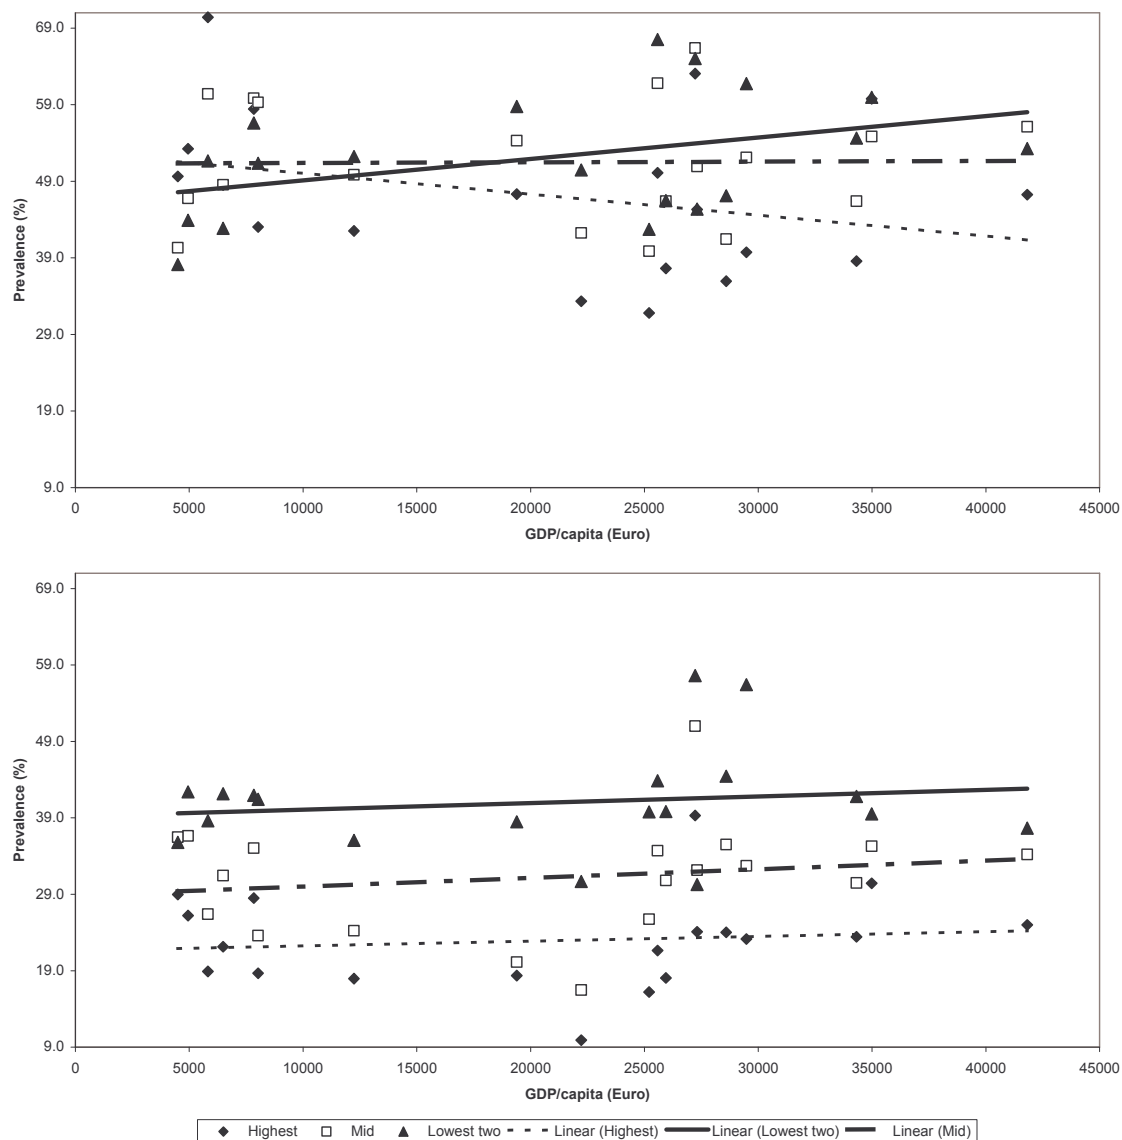 69.0
59.0
49.0
39.0
29.0
19.0
9.0
Prevalence (%)
0 5000 10000 15000 20000 25000 30000 35000 40000 45000
GDP/capita (Euro)
69.0
59.0
49.0
39.0
29.0
19.0
9.0
Prevalence (%)
0 5000 10000 15000 20000 25000 30000 35000 40000 45000
GDP/capita (Euro)
Highest Mid Lowest two Linear (Highest) Linear (Lowest two) Linear (Mid)